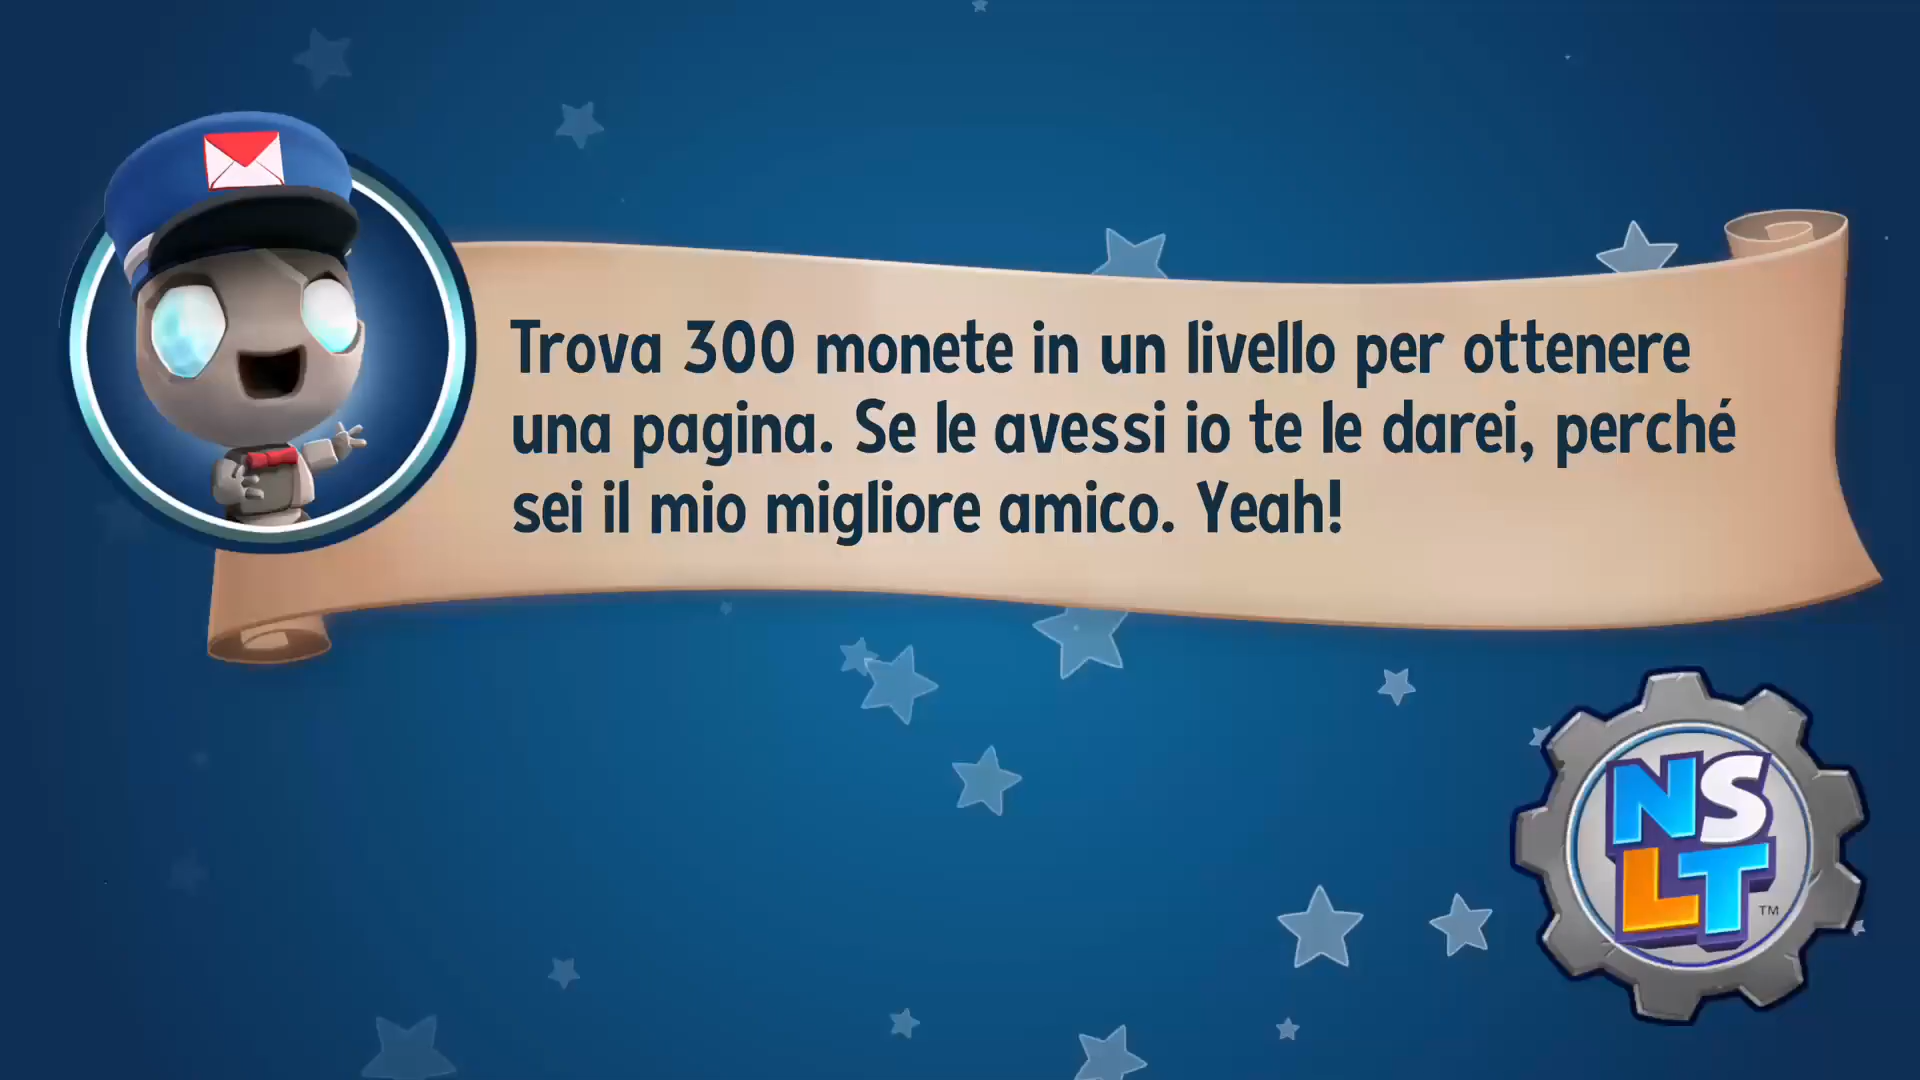 Trova 300 monete in un livello per ottenere
una pagina. Se le avessi io te le darei, perché
sei il mio migliore amico. Yeah!
NS
LT
TM